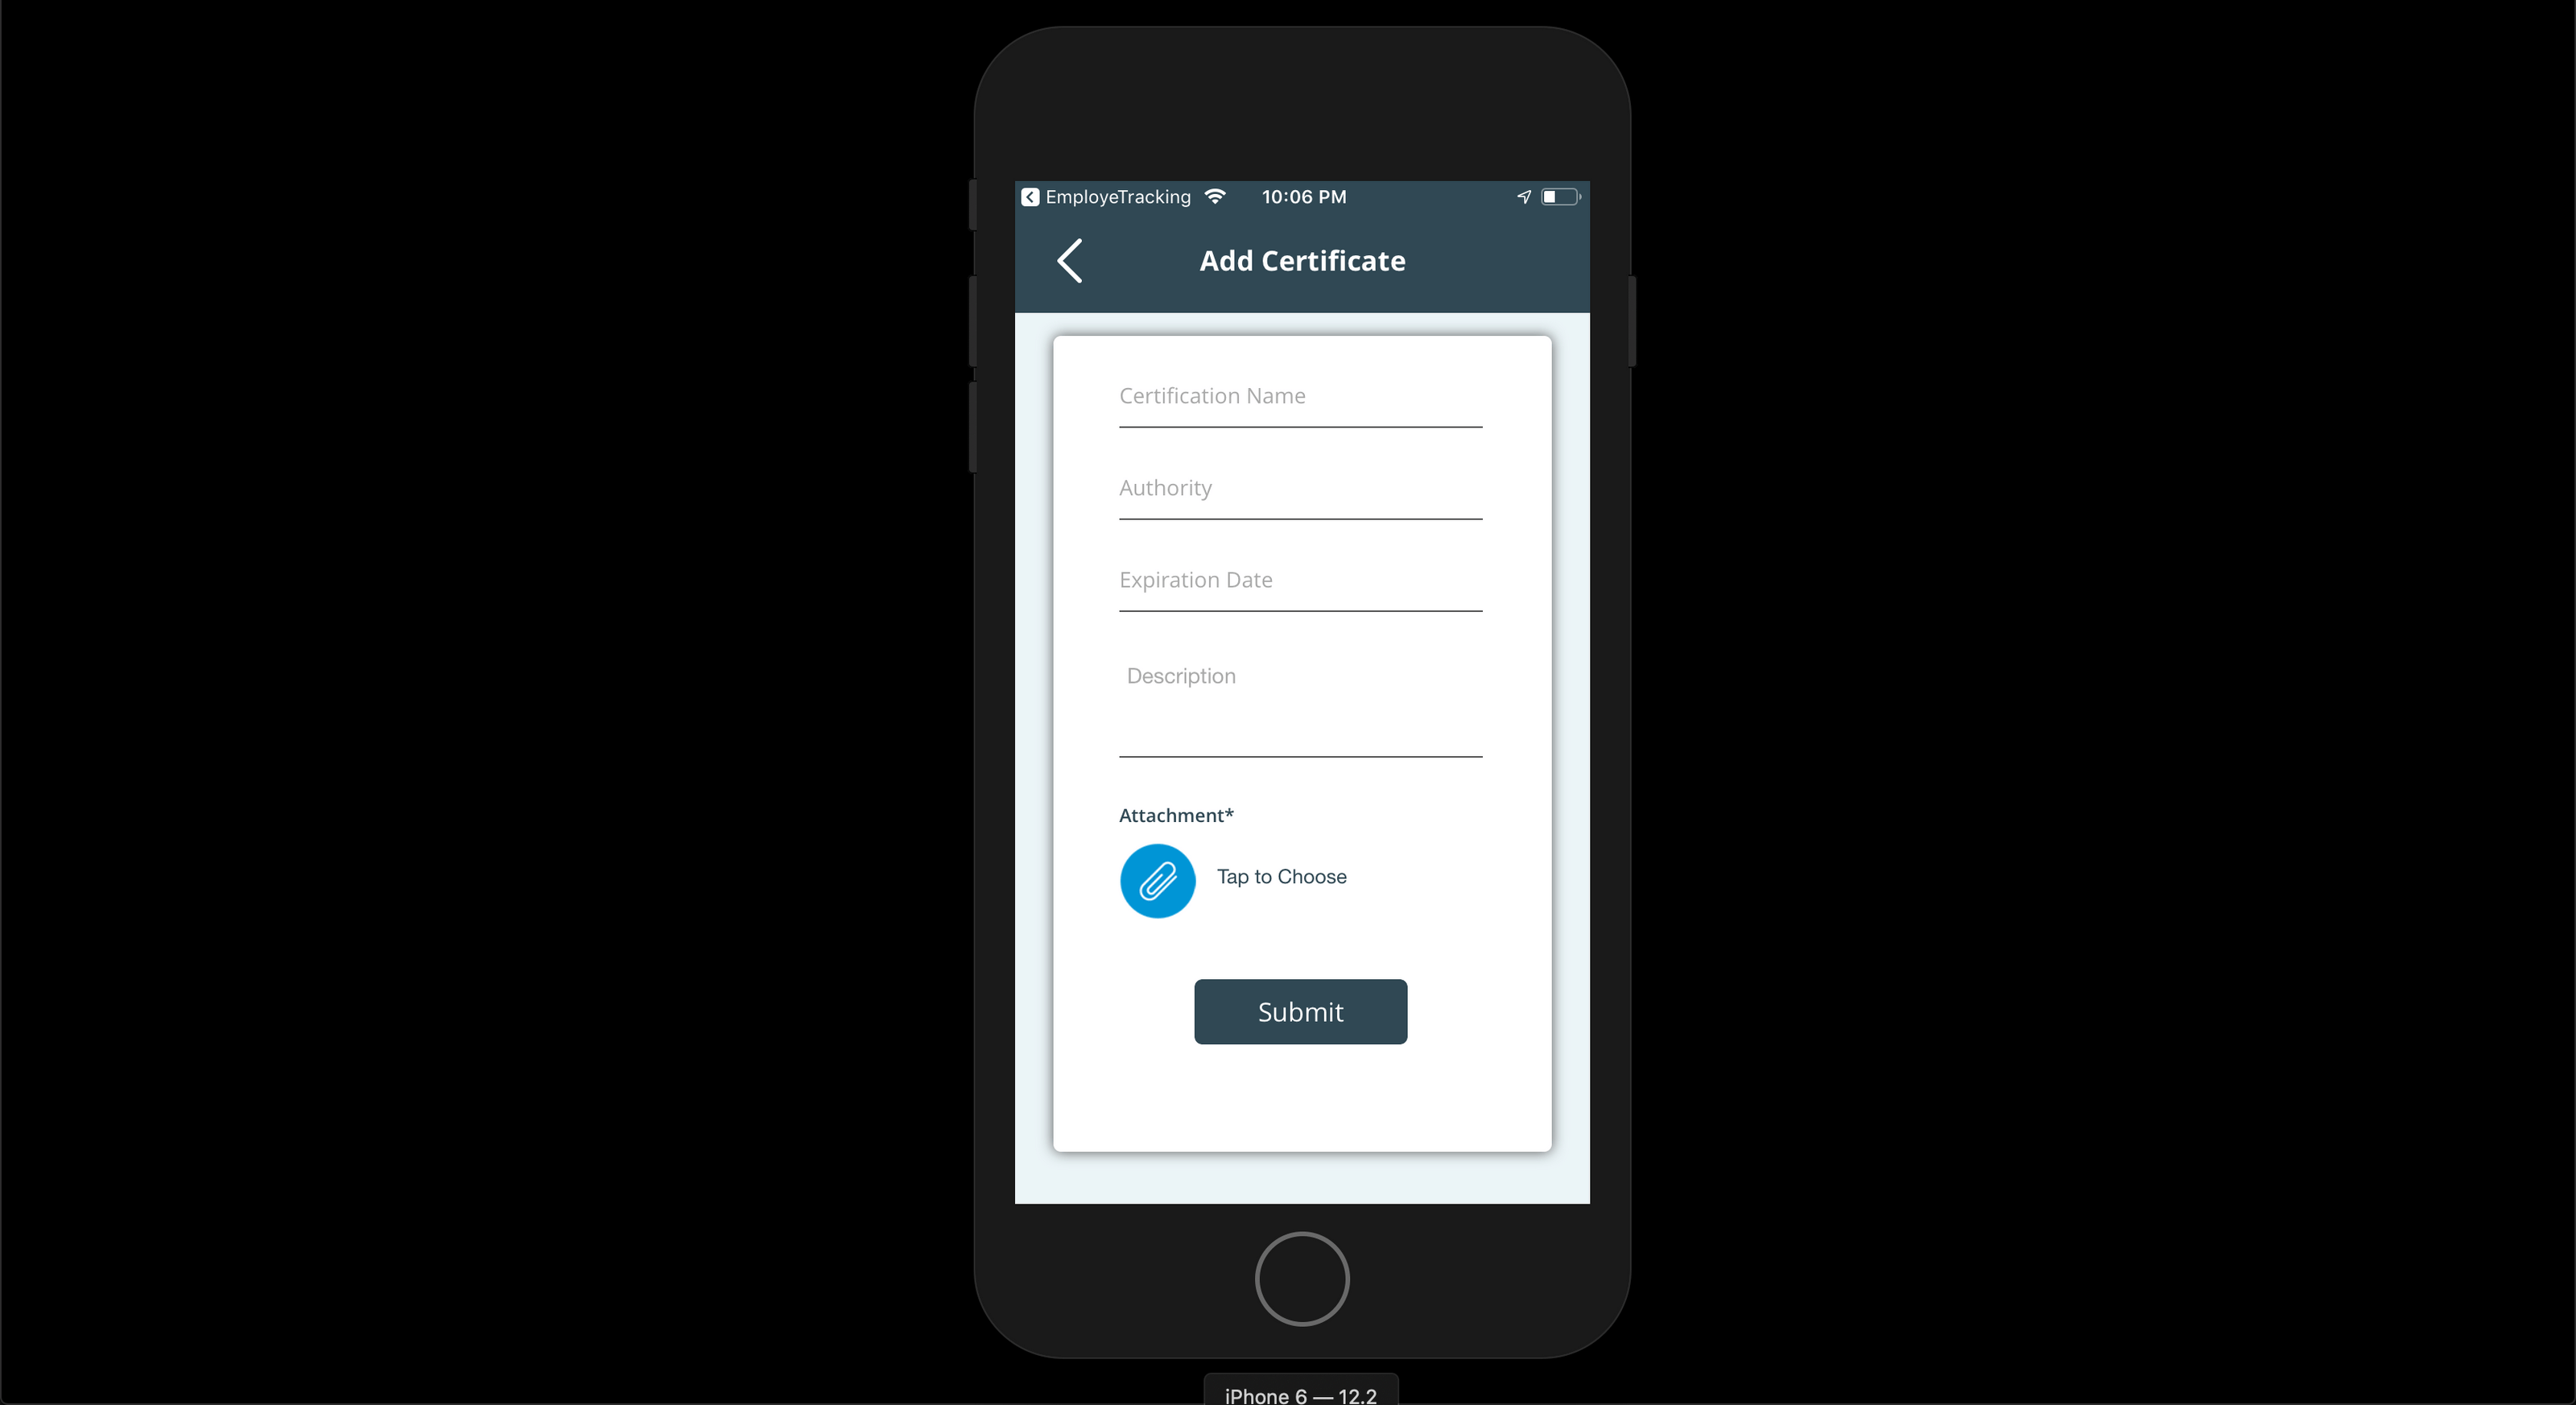 EmployeTracking 10:06 PM
Add Certificate
Certification Name
Authority
Expiration Date
Description
Attachment*
Tap to Choose
Submit
iPhone 6 — 12.2